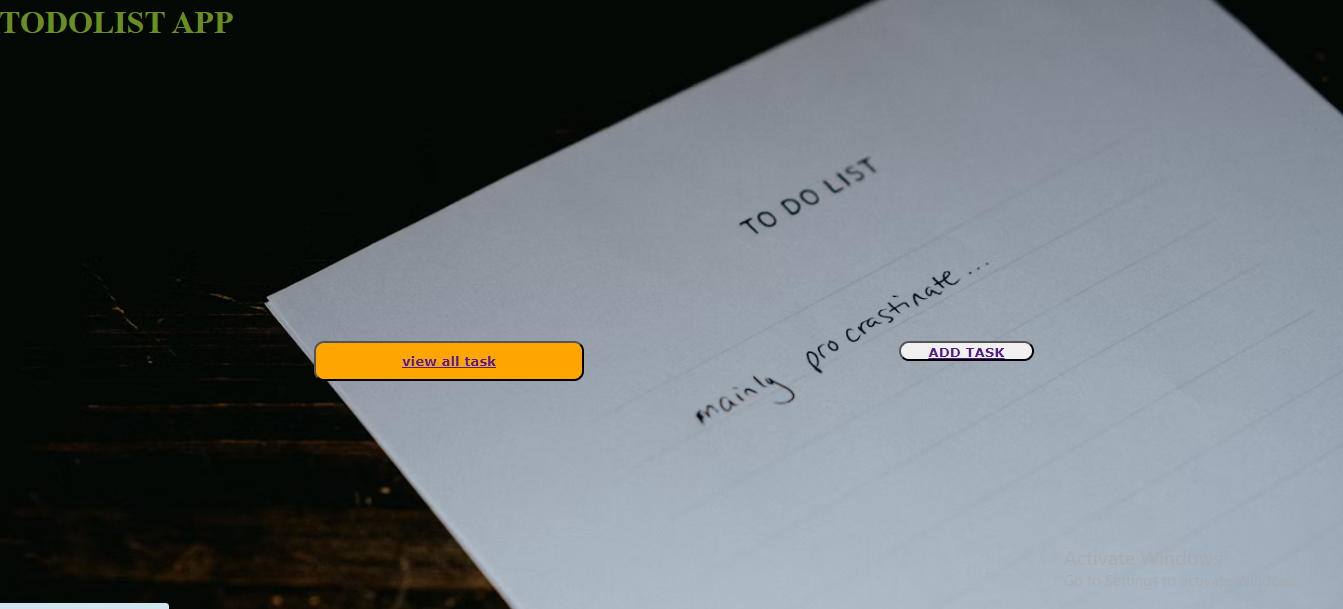 TODOLIST APP
TO DO LIST
mainly procrastinate ...
view all task
ADD TASK
Activate Windows
Go to Settings to activate Windows.